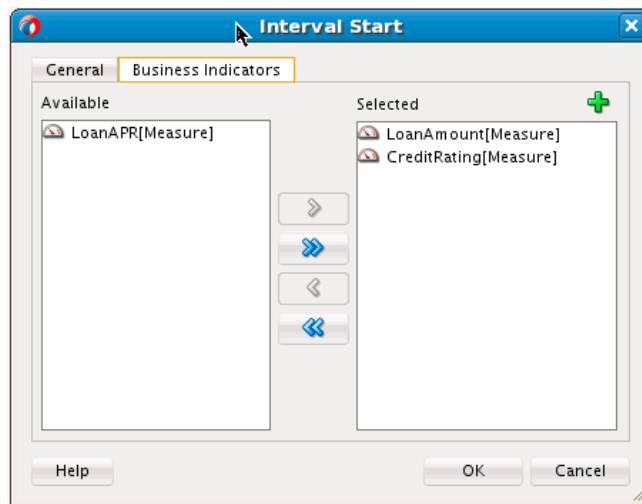 Interval Start
General
Business Indicators
Available
Selected
LoanAPR[Measure]
LoanAmount[Measure]
CreditRating[Measure]
Help
OK
Cancel